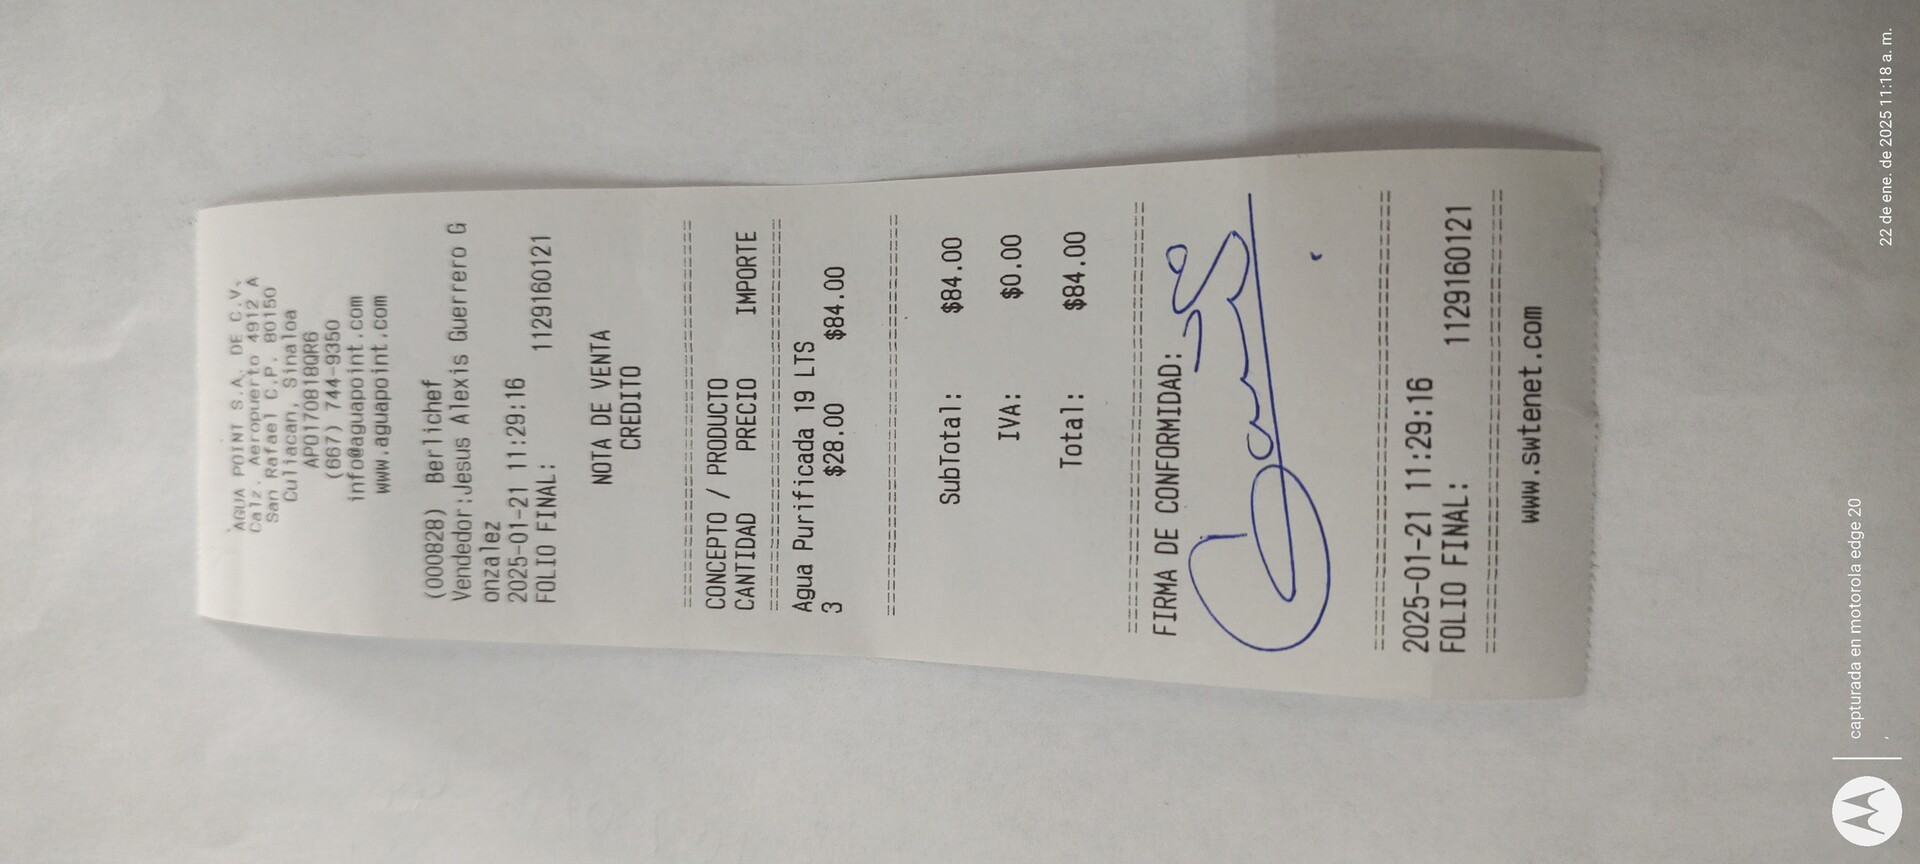 AGUA POINT S.A. DE C.V.
Calz. Aeropuerto 4912 A
San Rafael C.P. 80150
Culiacan, Sinaloa
APO170818QR6
(667) 744-9350
info@aguapoint.com
www.aguapoint.com
(000828) Berlichef
Vendedor:Jesus Alexis Guerrero G
onzalez
2025-01-21 11:29:16
FOLIO FINAL: 1129160121
NOTA DE VENTA
CREDITO
================================
CONCEPTO / PRODUCTO
CANTIDAD PRECIO IMPORTE
================================
Agua Purificada 19 LTS
3 $28.00 $84.00
================================
SubTotal: $84.00
IVA: $0.00
Total: $84.00
================================
FIRMA DE CONFORMIDAD:
================================
2025-01-21 11:29:16
FOLIO FINAL: 1129160121
================================
www.swtenet.com
capturada en motorola edge 20
22 de ene. de 2025 11:18 a. m.